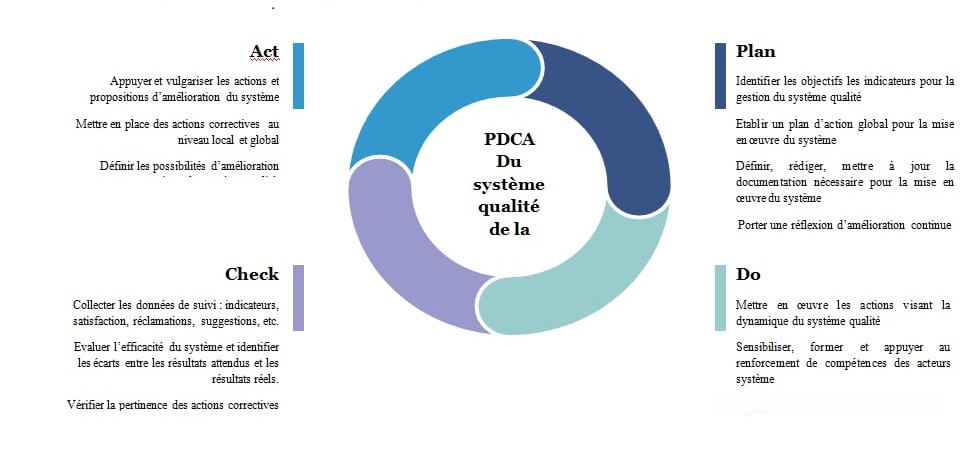 Act
Appuyer et vulgariser les actions et
propositions d’amélioration du système
Mettre en place des actions correctives au
niveau local et global
Définir les possibilités d’amélioration
PDCA
Du
système
qualité
de la
Plan
Identifier les objectifs les indicateurs pour la
gestion du système qualité
Etablir un plan d’action global pour la mise
en œuvre du système
Définir, rédiger, mettre à jour la
documentation nécessaire pour la mise en
œuvre du système
Porter une réflexion d’amélioration continue
Check
Collecter les données de suivi : indicateurs,
satisfaction, réclamations, suggestions, etc.
Evaluer l’efficacité du système et identifier
les écarts entre les résultats attendus et les
résultats réels.
Vérifier la pertinence des actions correctives
Do
Mettre en œuvre les actions visant la
dynamique du système qualité
Sensibiliser, former et appuyer au
renforcement de compétences des acteurs
système